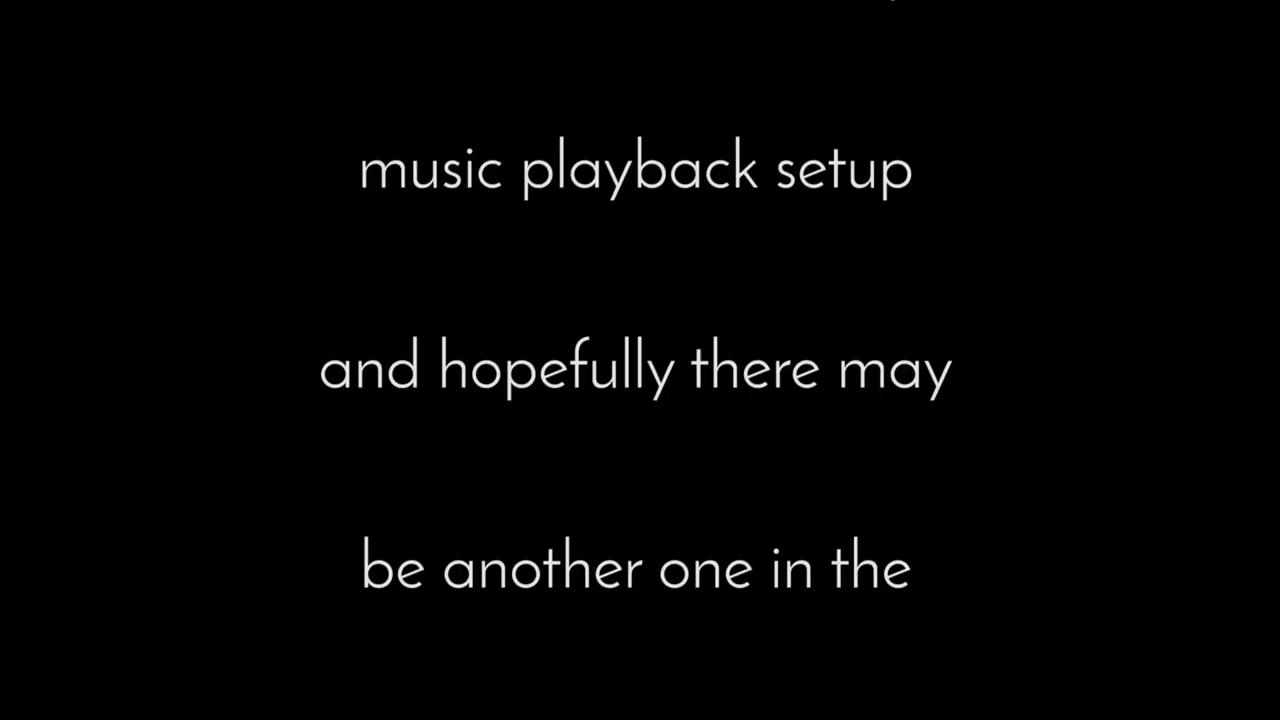 music playback setup
and hopefully there may
be another one in the